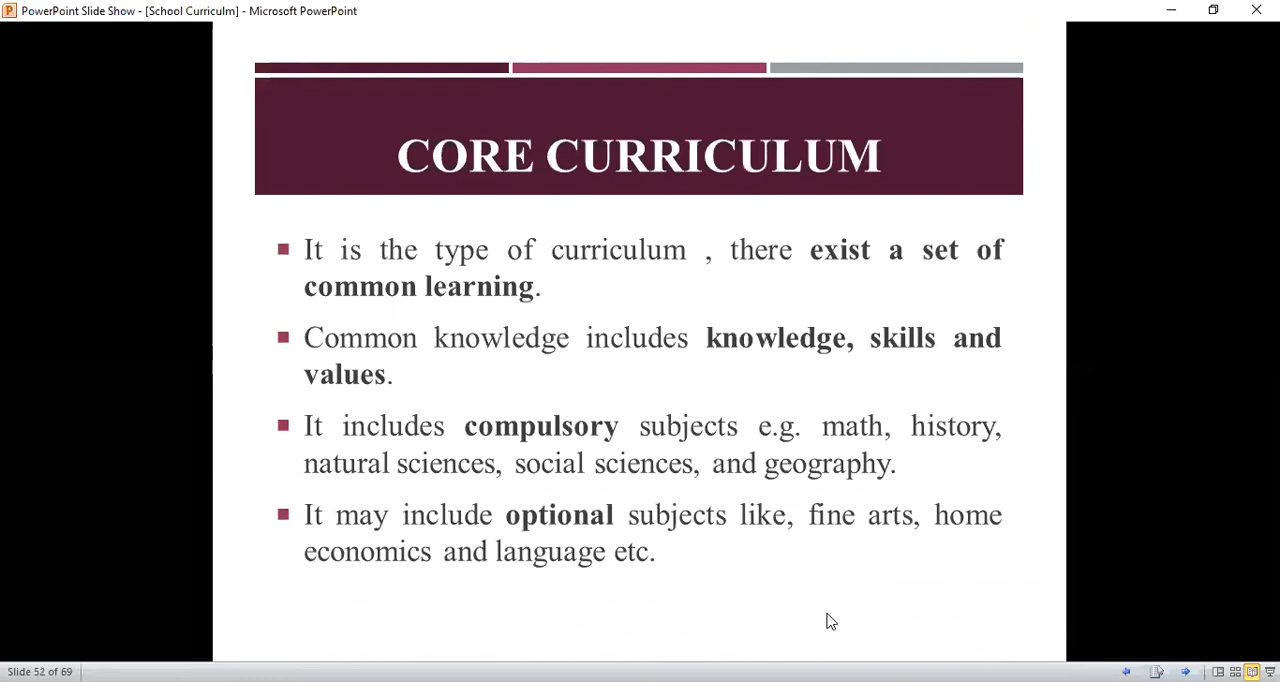 PowerPoint Slide Show - [School Curriculm] - Microsoft PowerPoint
CORE CURRICULUM
It is the type of curriculum , there exist a set of
common learning.
Common knowledge includes knowledge, skills and
values.
It includes compulsory subjects e.g. math, history,
natural sciences, social sciences, and geography.
It may include optional subjects like, fine arts, home
economics and language etc.
Slide 52 of 69